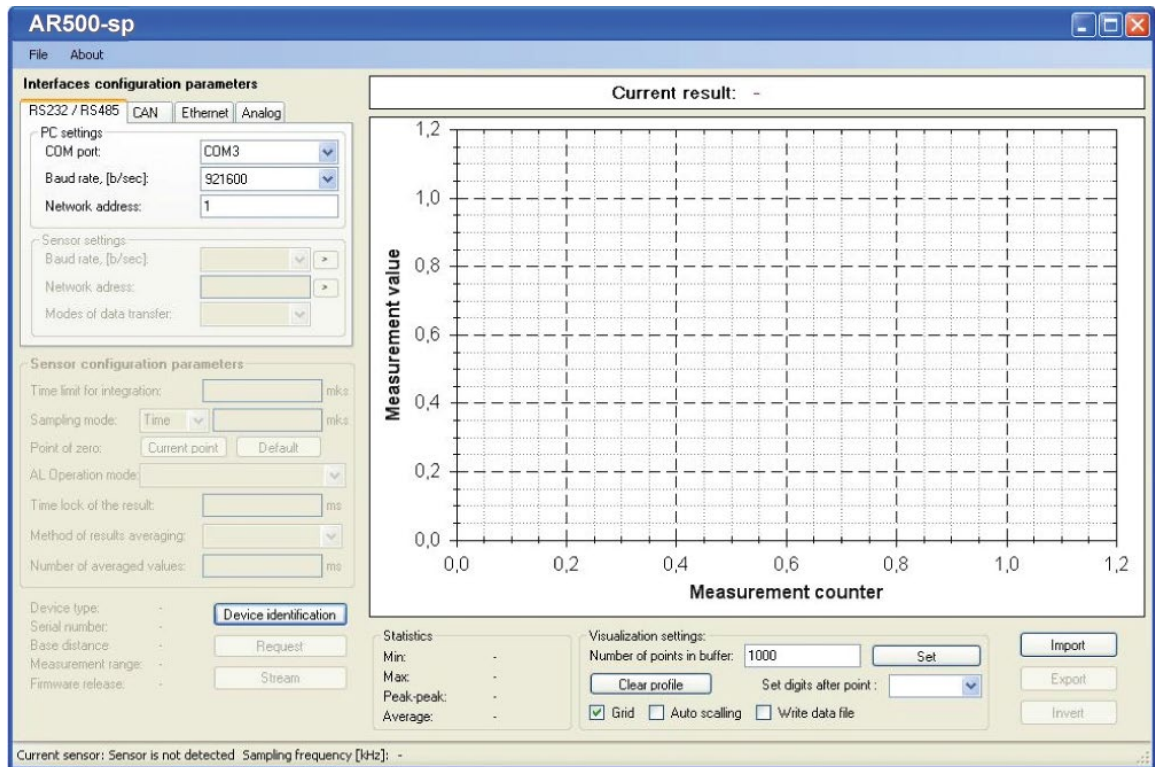 AR500-sp
File About
Interfaces configuration parameters
RS232 / RS485 CAN Ethernet Analog
PC settings
COM port: COM3
Baud rate, [b/sec]: 921600
Network address: 1
Sensor settings
Baud rate, [b/sec]: >
Network adress: >
Modes of data transfer:
Sensor configuration parameters
Time limit for integration: mks
Sampling mode: Time mks
Point of zero: Current point Default
AL Operation mode:
Time lock of the result: ms
Method of results averaging:
Number of averaged values: ms
Device type: - Device identification
Serial number: -
Base distance - Request
Measurement range: -
Firmware release: - Stream
Current result: -
Measurement value
1,2
1,0
0,8
0,6
0,4
0,2
0,0
0,0 0,2 0,4 0,6 0,8 1,0 1,2
Measurement counter
Statistics
Min: -
Max: -
Peak-peak: -
Average: -
Visualization settings:
Number of points in buffer: 1000 Set
Clear profile Set digits after point :
Grid Auto scalling Write data file
Import
Export
Invert
Current sensor: Sensor is not detected Sampling frequency [kHz]: -